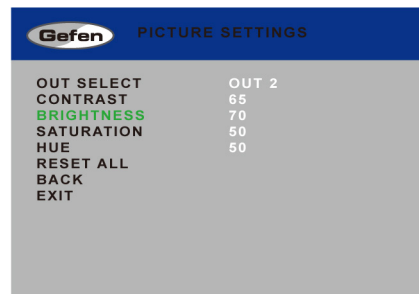 Gefen PICTURE SETTINGS
OUT SELECT OUT 2
CONTRAST 65
BRIGHTNESS 70
SATURATION 50
HUE 50
RESET ALL
BACK
EXIT